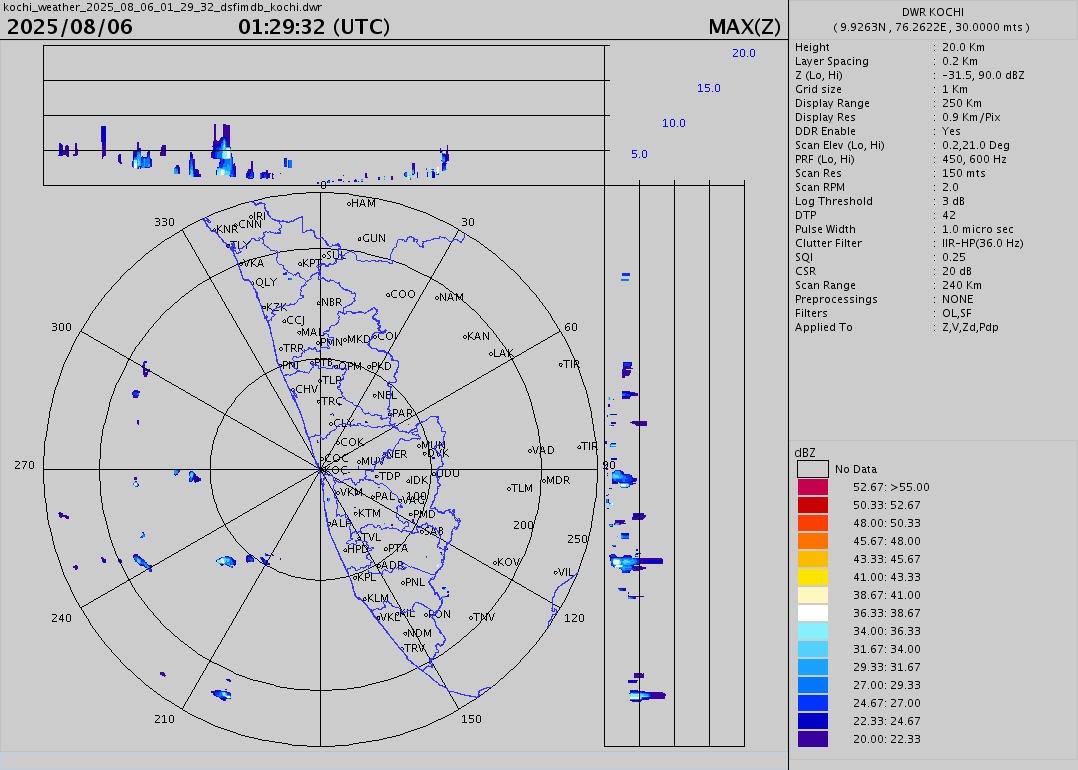 kochi_weather_2025_08_06_01_29_32_dsfimdb_kochi.dwr
2025/08/06 01:29:32 (UTC) MAX(Z)
20.0
15.0
10.0
5.0
DWR KOCHI
( 9.9263N , 76.2622E , 30.0000 mts )
Height : 20.0 Km
Layer Spacing : 0.2 Km
Z (Lo, Hi) : -31.5, 90.0 dBZ
Grid size : 1 Km
Display Range : 250 Km
Display Res : 0.9 Km/Pix
DDR Enable : Yes
Scan Elev (Lo, Hi) : 0.2,21.0 Deg
PRF (Lo, Hi) : 450, 600 Hz
Scan Res : 150 mts
Scan RPM : 2.0
Log Threshold : 3 dB
DTP : 42
Pulse Width : 1.0 micro sec
Clutter Filter : IIR-HP(36.0 Hz)
SQI : 0.25
CSR : 20 dB
Scan Range : 240 Km
Preprocessings : NONE
Filters : OL,SF
Applied To : Z,V,Zd,Pdp
0
HAM
330 KNR CNN IRI 30
TLY GUN
VKA KPT SUL
QLY
KZK NBR COO NAM
300 CCJ 60
MAL PMN MKD COI KAN
TRR LAK
PNI PTB OPM PKD TIR
TLP
CHV NEL
TRC
PAR
CLY
COK MUN VAD TIR
270 COC MUV NER DVK 90
KOC TDP IDK UDU MDR
VKM PAL 100 VAG TLM
KTM PMD
ALP SAB 200
TVL 250
HPD PTA
ADR KOV
KPL PNL VIL
KLM
240 VKL KIL PON TNV 120
NDM
TRV
210 150
dBZ
No Data
52.67: >55.00
50.33: 52.67
48.00: 50.33
45.67: 48.00
43.33: 45.67
41.00: 43.33
38.67: 41.00
36.33: 38.67
34.00: 36.33
31.67: 34.00
29.33: 31.67
27.00: 29.33
24.67: 27.00
22.33: 24.67
20.00: 22.33